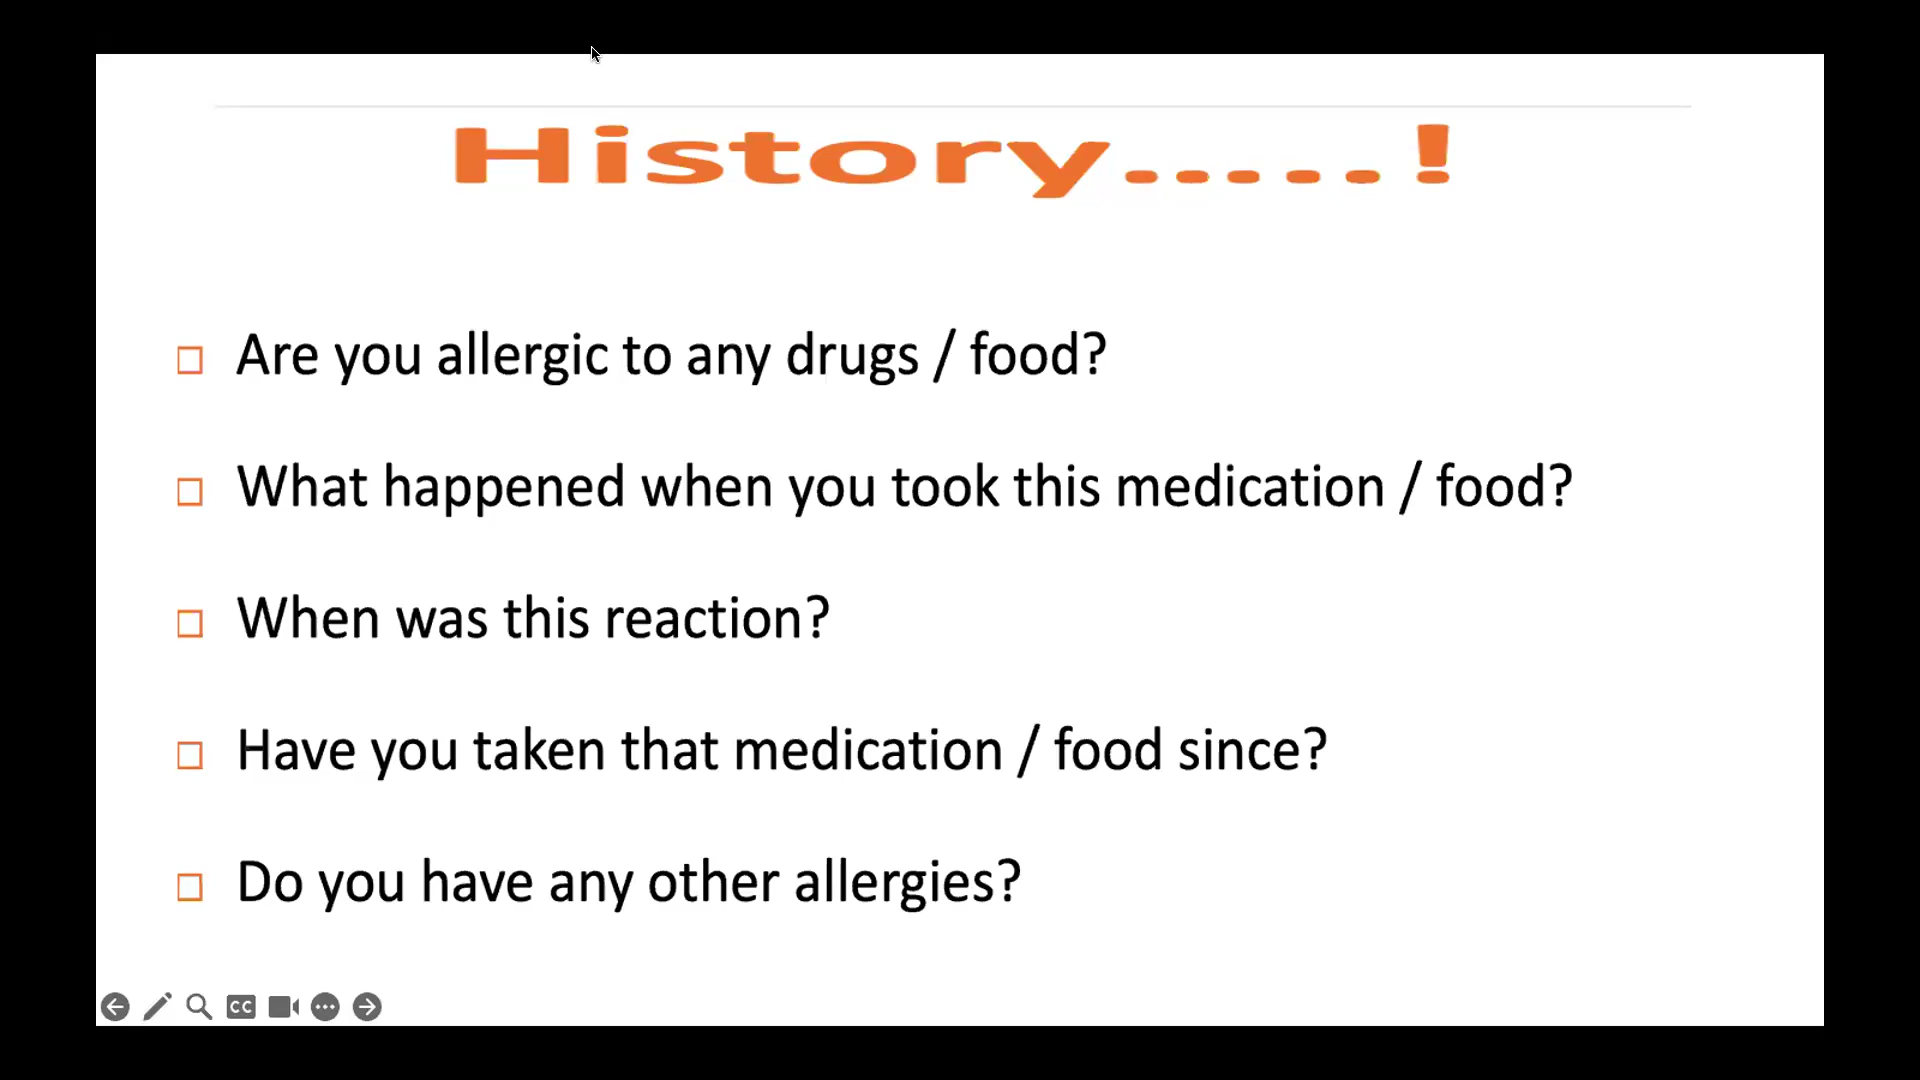 History.....!
Are you allergic to any drugs / food?
What happened when you took this medication / food?
When was this reaction?
Have you taken that medication / food since?
Do you have any other allergies?
CC